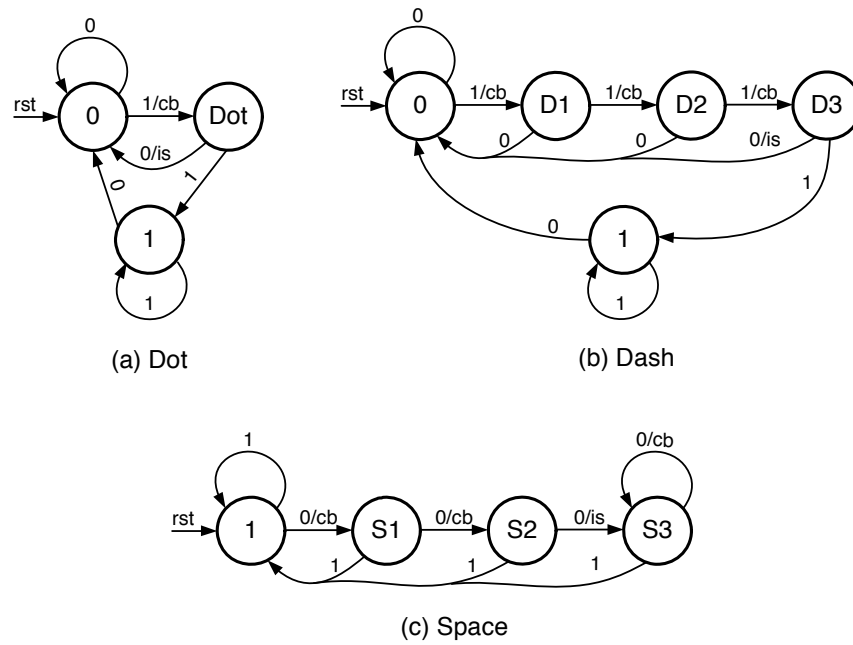 0
rst
0
1/cb
Dot
0/is
0
1
1
1
(a) Dot
0
rst
0
1/cb
D1
1/cb
D2
1/cb
D3
0
0
0/is
1
0
1
1
(b) Dash
1
0/cb
rst
1
0/cb
S1
0/cb
S2
0/is
S3
1
1
1
(c) Space